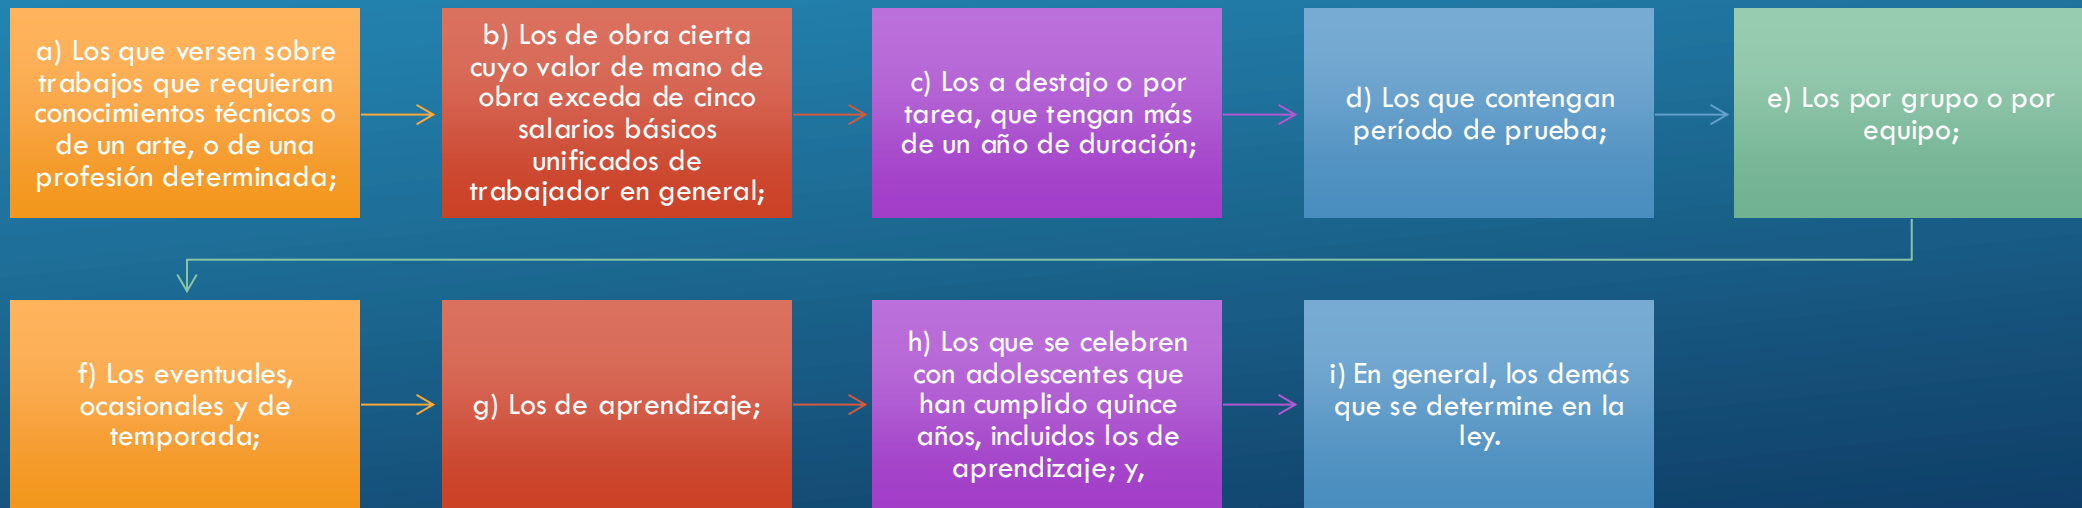 a) Los que versen sobre
trabajos que requieran
conocimientos técnicos o
de un arte, o de una
profesión determinada;
b) Los de obra cierta
cuyo valor de mano de
obra exceda de cinco
salarios básicos
unificados de
trabajador en general;
c) Los a destajo o por
tarea, que tengan más
de un año de duración;
d) Los que contengan
período de prueba;
e) Los por grupo o por
equipo;
f) Los eventuales,
ocasionales y de
temporada;
g) Los de aprendizaje;
h) Los que se celebren
con adolescentes que
han cumplido quince
años, incluidos los de
aprendizaje; y,
i) En general, los demás
que se determine en la
ley.